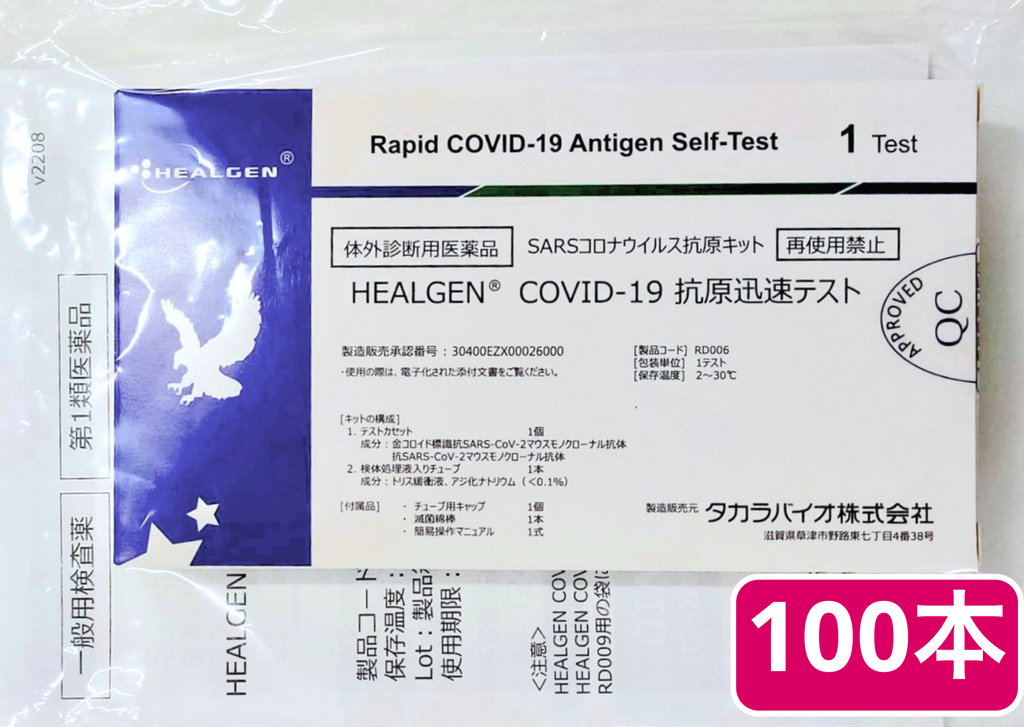 v2208
第1類医薬品
一般用検査薬
HEALGEN®
Rapid COVID-19 Antigen Self-Test 1 Test
体外診断用医薬品 SARSコロナウイルス抗原キット 再使用禁止
HEALGEN® COVID-19 抗原迅速テスト
APPROVED
QC
製造販売承認番号：30400EZX00026000
・使用の際は、電子化された添付文書をご覧ください。
[製品コード] RD006
[包装単位] 1テスト
[保存温度] 2～30℃
[キットの構成]
1. テストカセット 1個
成分：金コロイド標識抗SARS-CoV-2マウスモノクローナル抗体
抗SARS-CoV-2マウスモノクローナル抗体
2. 検体処理液入りチューブ 1本
成分：トリス緩衝液、アジ化ナトリウム（＜0.1%）
[付属品] ・ チューブ用キャップ 1個
・ 滅菌綿棒 1本
・ 簡易操作マニュアル 1式
製造販売元 タカラバイオ株式会社
滋賀県草津市野路東七丁目4番38号
HEALGEN
製品コード
保存温度：
Lot：製品
使用期限：
＜注意＞
HEALGEN COV
HEALGEN COV
RD009用の袋に
100本